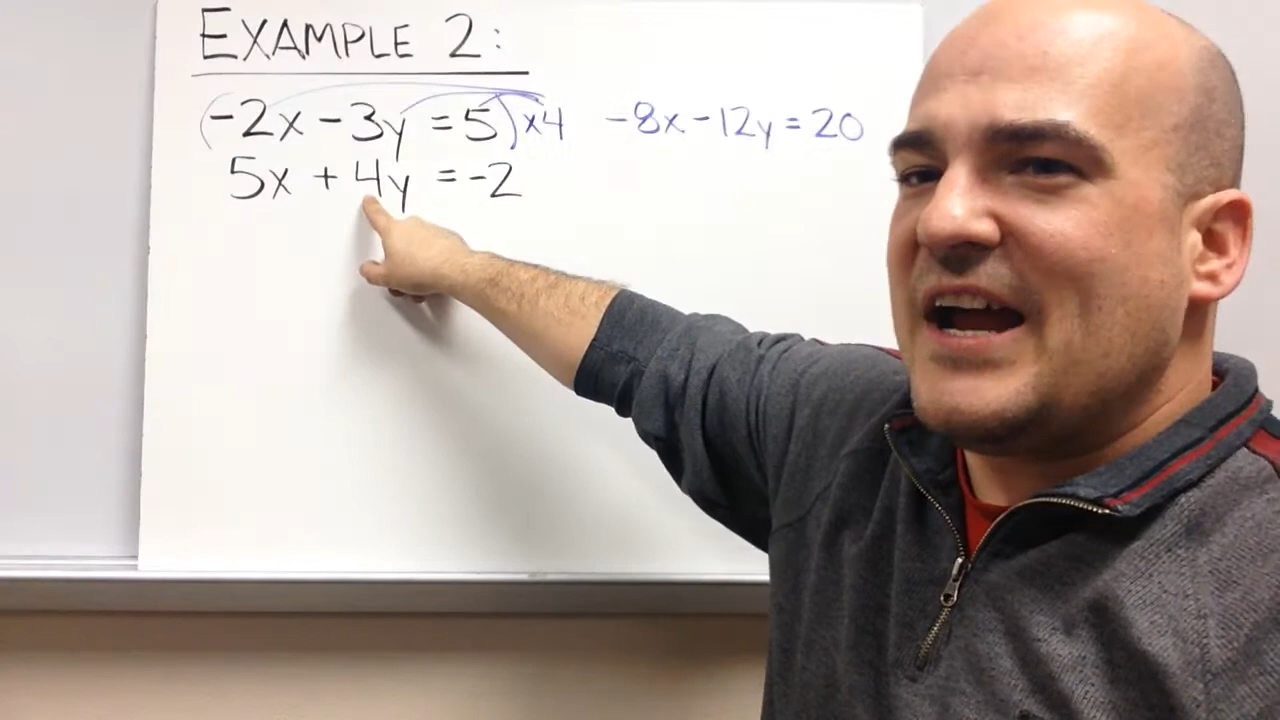 EXAMPLE 2:
(-2x - 3y = 5)x4 -8x - 12y = 20
5x + 4y = -2